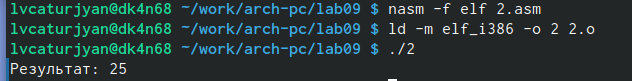 lvcaturjyan@dk4n68 ~/work/arch-pc/lab09 $ nasm -f elf 2.asm
lvcaturjyan@dk4n68 ~/work/arch-pc/lab09 $ ld -m elf_i386 -o 2 2.o
lvcaturjyan@dk4n68 ~/work/arch-pc/lab09 $ ./2
Результат: 25